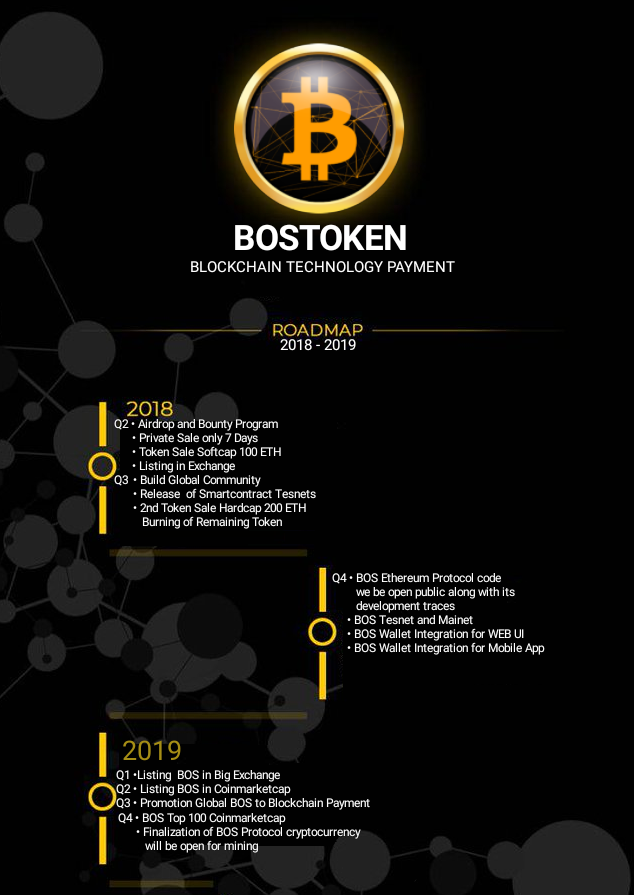 BOSTOKEN
BLOCKCHAIN TECHNOLOGY PAYMENT
ROADMAP
2018 - 2019
2018
Q2 • Airdrop and Bounty Program
• Private Sale only 7 Days
• Token Sale Softcap 100 ETH
• Listing in Exchange
Q3 • Build Global Community
• Release of Smartcontract Tesnets
• 2nd Token Sale Hardcap 200 ETH
Burning of Remaining Token
Q4 • BOS Ethereum Protocol code
we be open public along with its
development traces
• BOS Tesnet and Mainet
• BOS Wallet Integration for WEB UI
• BOS Wallet Integration for Mobile App
2019
Q1 •Listing BOS in Big Exchange
Q2 • Listing BOS in Coinmarketcap
Q3 • Promotion Global BOS to Blockchain Payment
Q4 • BOS Top 100 Coinmarketcap
• Finalization of BOS Protocol cryptocurrency
will be open for mining